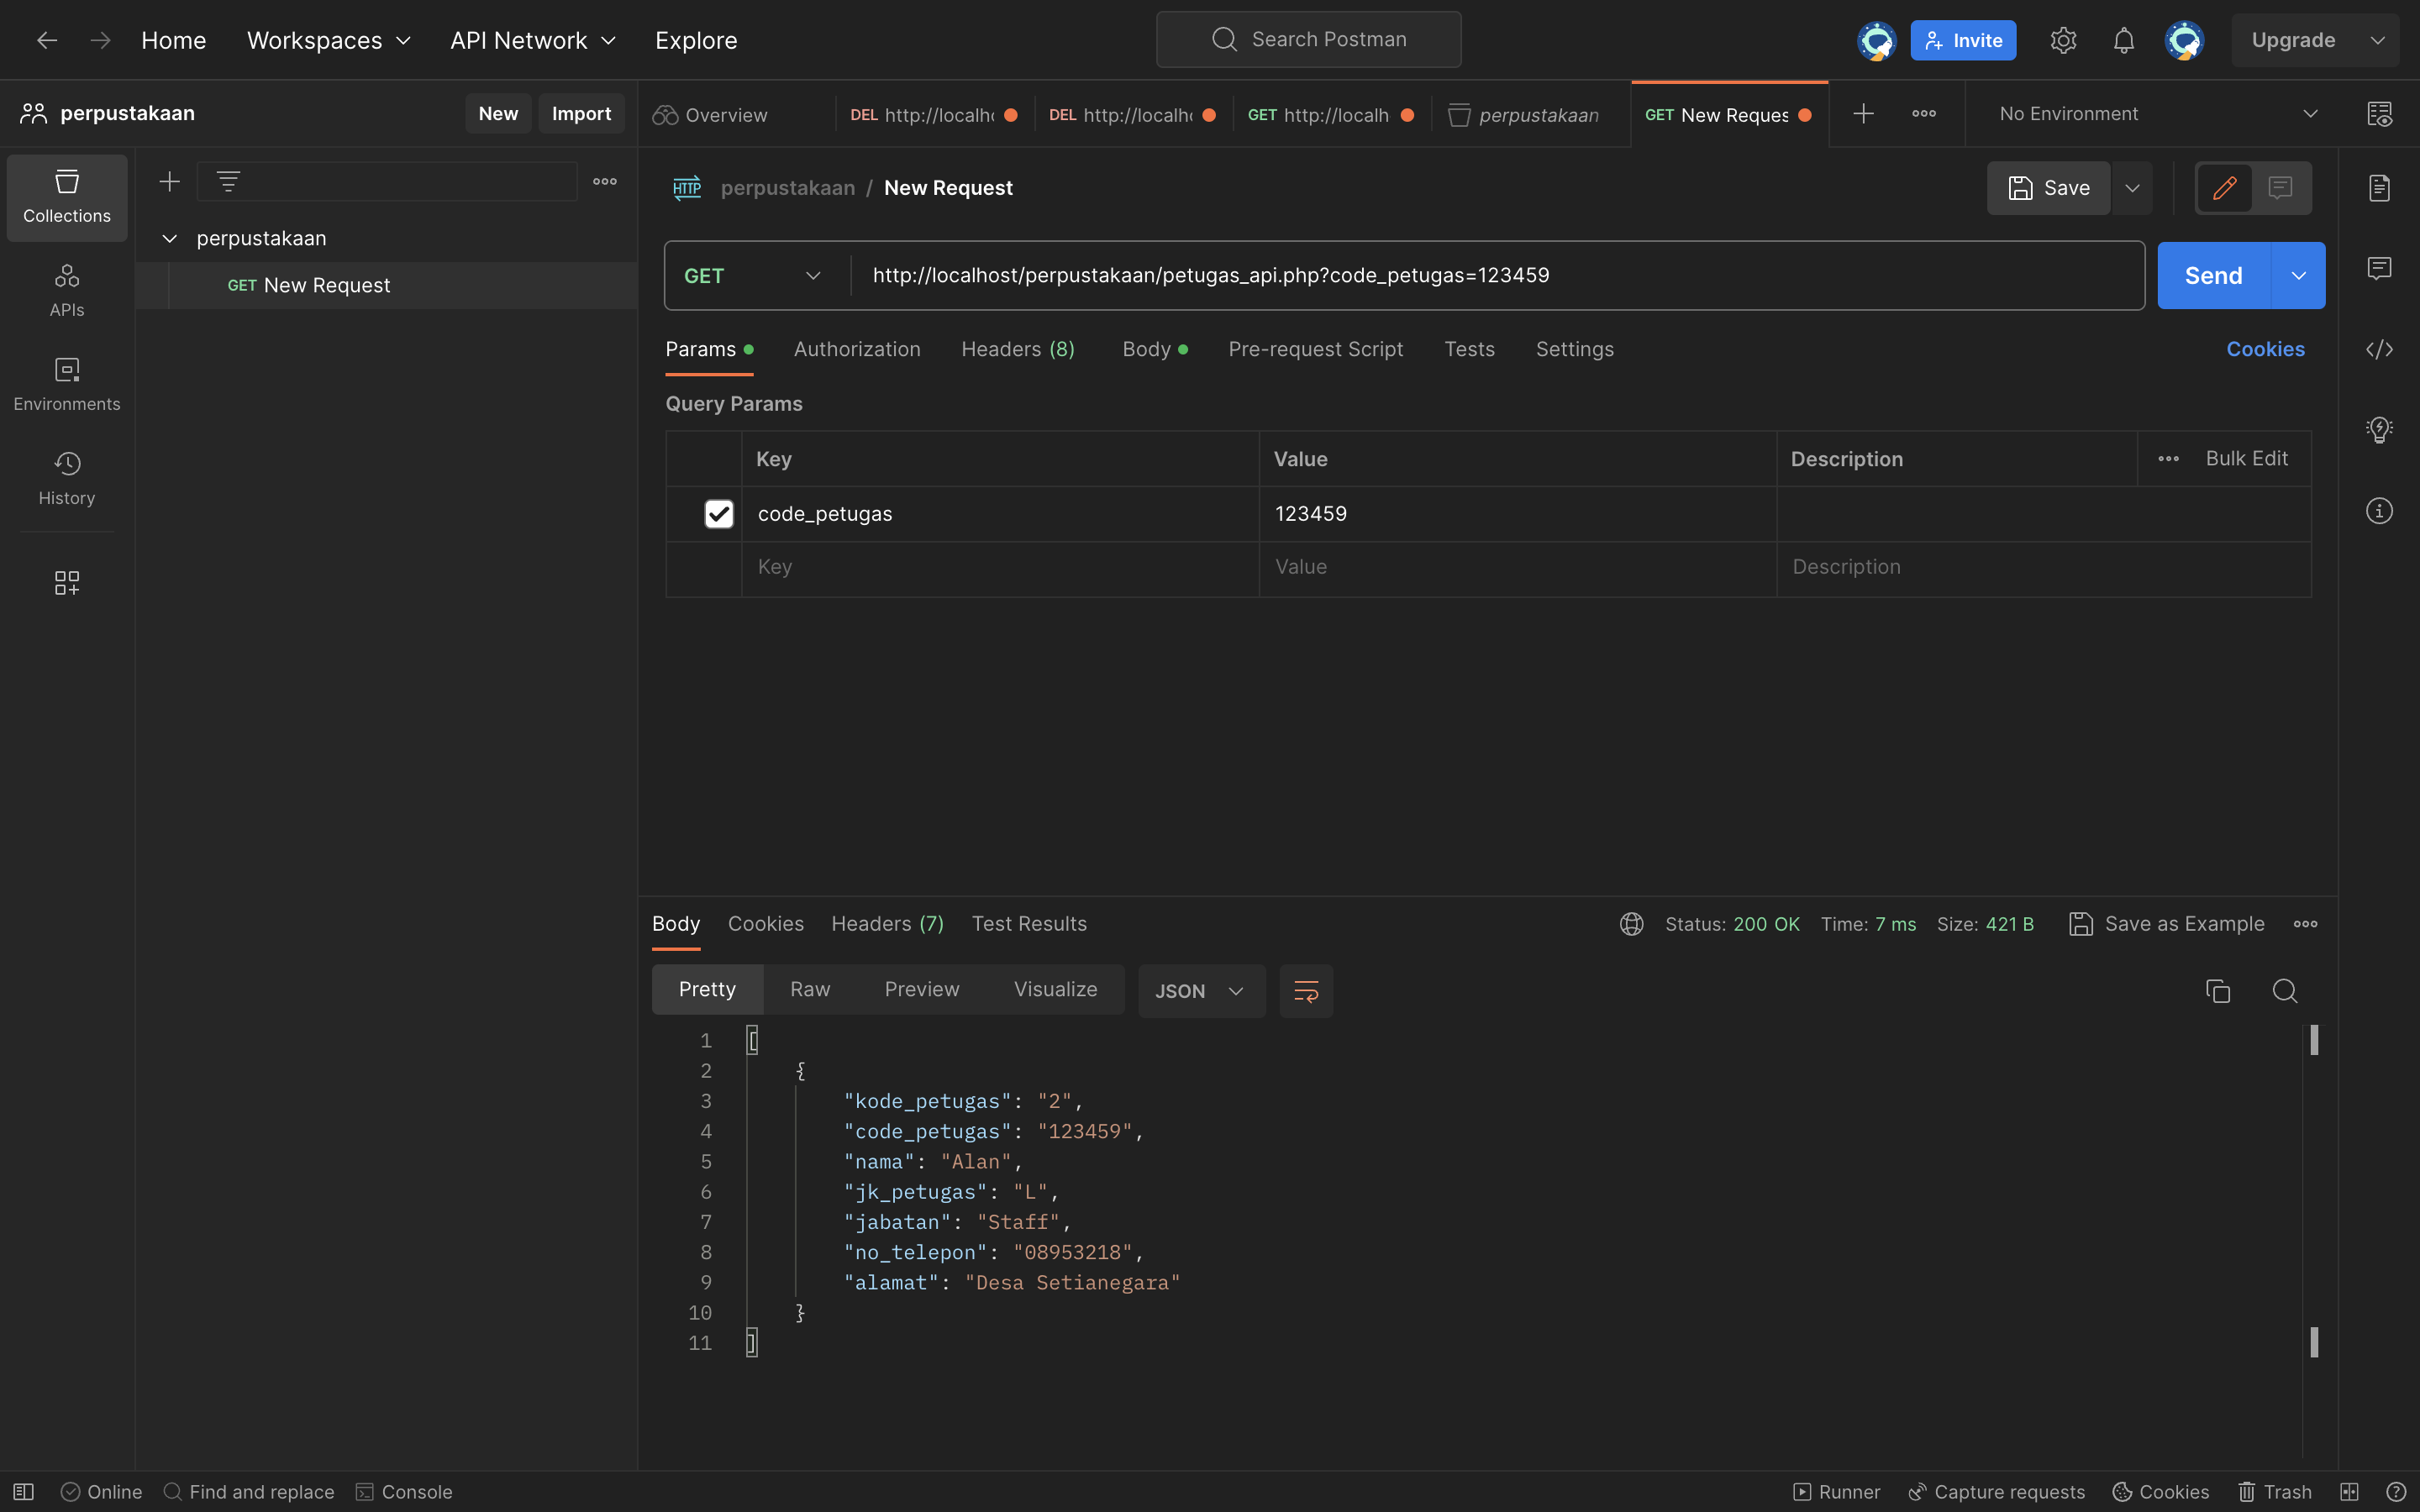 Home Workspaces API Network Explore Search Postman Invite Upgrade
perpustakaan New Import Overview DEL http://localh DEL http://localh GET http://localh perpustakaan GET New Reques No Environment
Collections
APIs
Environments
History
perpustakaan
GET New Request
HTTP perpustakaan / New Request Save
GET http://localhost/perpustakaan/petugas_api.php?code_petugas=123459 Send
Params Authorization Headers (8) Body Pre-request Script Tests Settings Cookies
Query Params
Key Value Description Bulk Edit
code_petugas 123459
Key Value Description
Body Cookies Headers (7) Test Results Status: 200 OK Time: 7 ms Size: 421 B Save as Example
Pretty Raw Preview Visualize JSON
1 [
2 {
3 "kode_petugas": "2",
4 "code_petugas": "123459",
5 "nama": "Alan",
6 "jk_petugas": "L",
7 "jabatan": "Staff",
8 "no_telepon": "08953218",
9 "alamat": "Desa Setianegara"
10 }
11 ]
Online Find and replace Console Runner Capture requests Cookies Trash